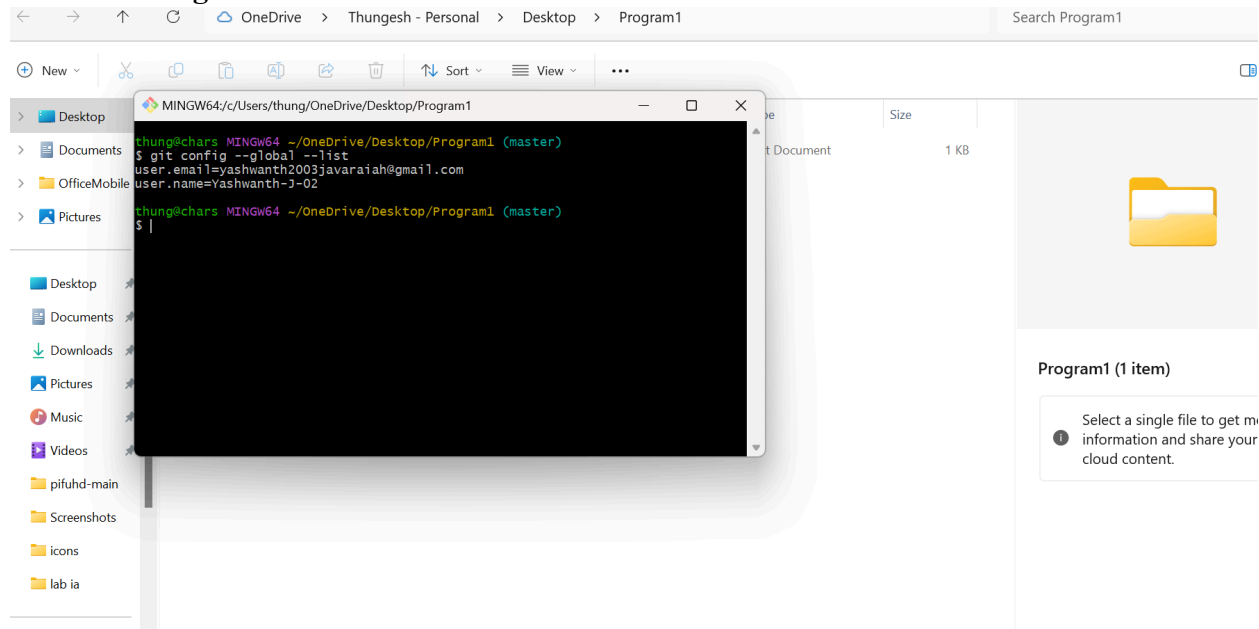 OneDrive > Thungesh - Personal > Desktop > Program1
Search Program1
New
Sort
View
...
Desktop
Documents
OfficeMobile
Pictures
Desktop
Documents
Downloads
Pictures
Music
Videos
pifuhd-main
Screenshots
icons
lab ia
MINGW64:/c/Users/thung/OneDrive/Desktop/Program1
thung@chars MINGW64 ~/OneDrive/Desktop/Program1 (master)
$ git config --global --list
user.email=yashwanth2003javaraiah@gmail.com
user.name=Yashwanth-J-02
thung@chars MINGW64 ~/OneDrive/Desktop/Program1 (master)
$
Size
t Document 1 KB
Program1 (1 item)
Select a single file to get
information and share your
cloud content.